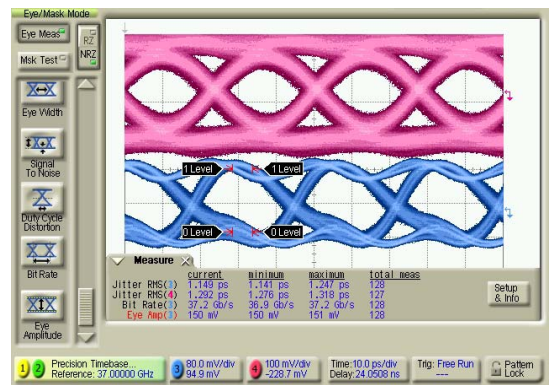 Eye/Mask Mode
Eye Meas
RZ
Msk Test
NRZ
Eye Width
Signal
To Noise
Duty Cycle
Distortion
Bit Rate
Eye
Amplitude
1 Level
1 Level
0 Level
0 Level
Measure
current minimum maximum total meas
Jitter RMS(3) 1.149 ps 1.141 ps 1.247 ps 128
Jitter RMS(4) 1.292 ps 1.276 ps 1.318 ps 127
Bit Rate(3) 37.2 Gb/s 36.9 Gb/s 37.2 Gb/s 128
Eye Amp(3) 150 mV 150 mV 151 mV 128
Setup
& Info
1 2 Precision Timebase...
Reference: 37.00000 GHz
3 80.0 mV/div
94.9 mV
4 100 mV/div
-228.7 mV
Time:10.0 ps/div
Delay:24.0508 ns
Trig: Free Run
---
Pattern
Lock